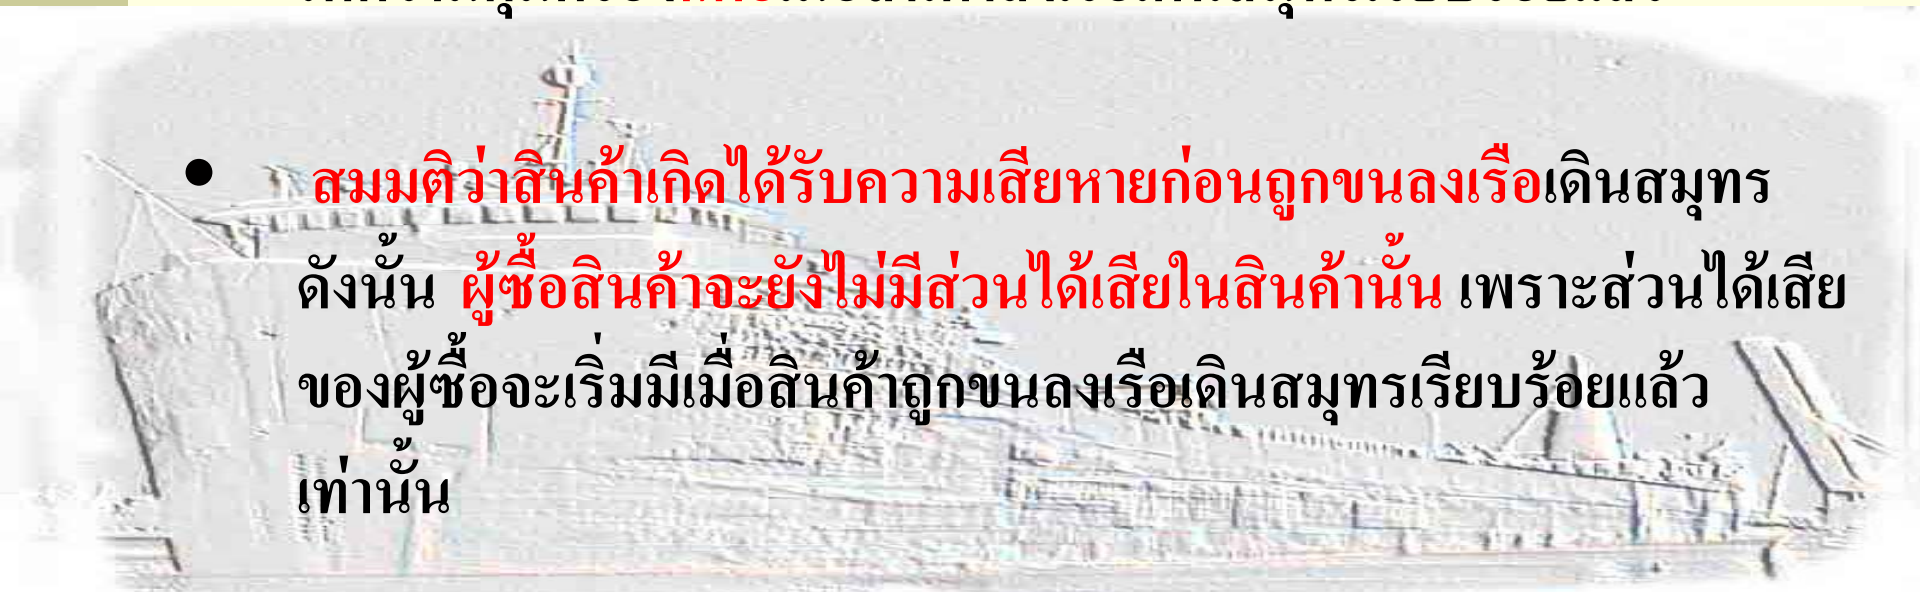 • สมมติว่าสินค้าเกิดได้รับความเสียหายก่อนถูกขนลงเรือเดินสมุทร
ดังนั้น ผู้ซื้อสินค้าจะยังไม่มีส่วนได้เสียในสินค้านั้น เพราะส่วนได้เสีย
ของผู้ซื้อจะเริ่มมีเมื่อสินค้าถูกขนลงเรือเดินสมุทรเรียบร้อยแล้ว
เท่านั้น